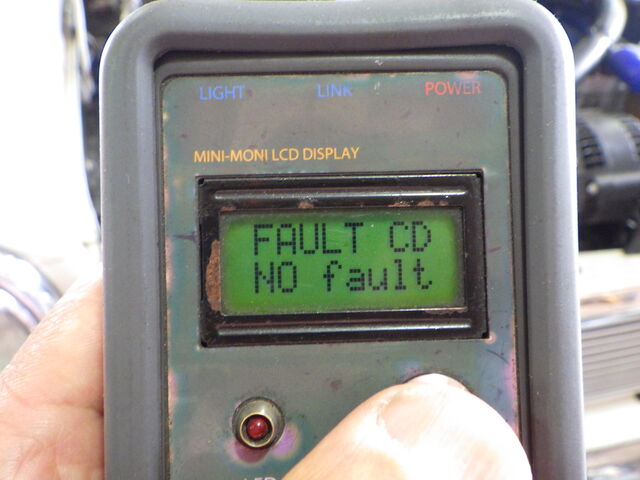 LIGHT LINK POWER
MINI-MONI LCD DISPLAY
FAULT CD
NO fault